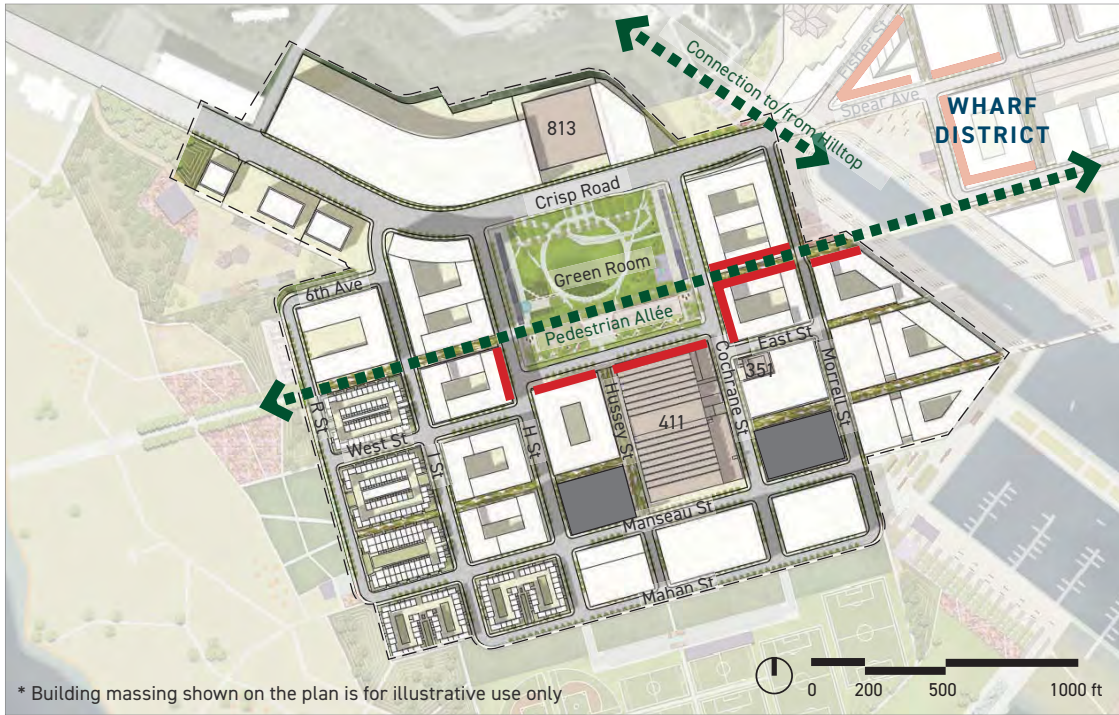 Fisher St
Spear Ave
WHARF
DISTRICT
Connection to/from Hilltop
813
Crisp Road
Green Room
Pedestrian Allée
6th Ave
R St
West St
I St
H St
Hussey St
411
Cochrane St
East St
351
Morrell St
Manseau St
Mahan St
* Building massing shown on the plan is for illustrative use only
0 200 500 1000 ft